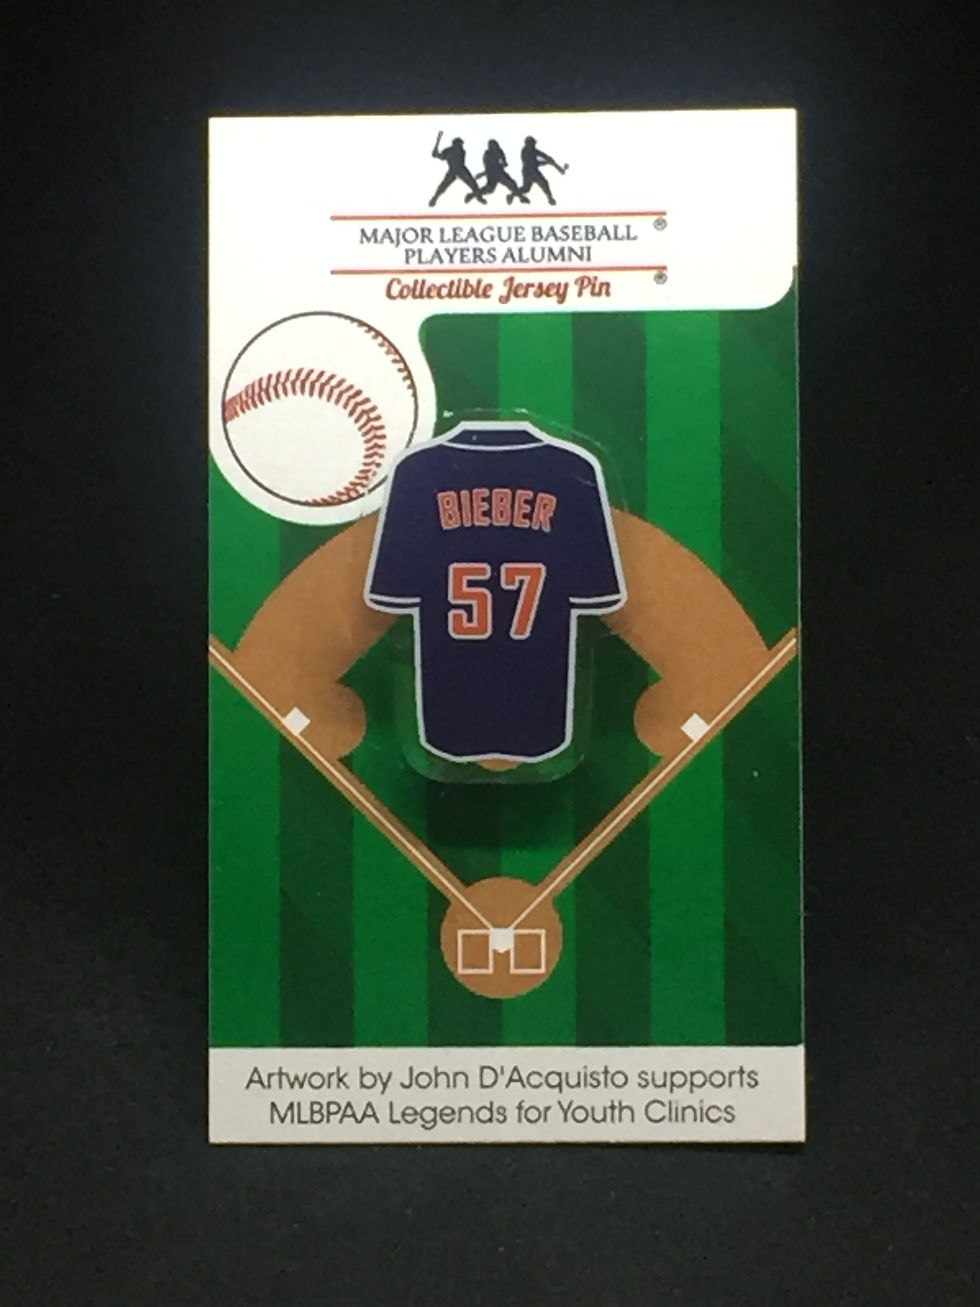 MAJOR LEAGUE BASEBALL ®
PLAYERS ALUMNI
Collectible Jersey Pin ®
BIEBER
57
Artwork by John D'Acquisto supports
MLBPAA Legends for Youth Clinics